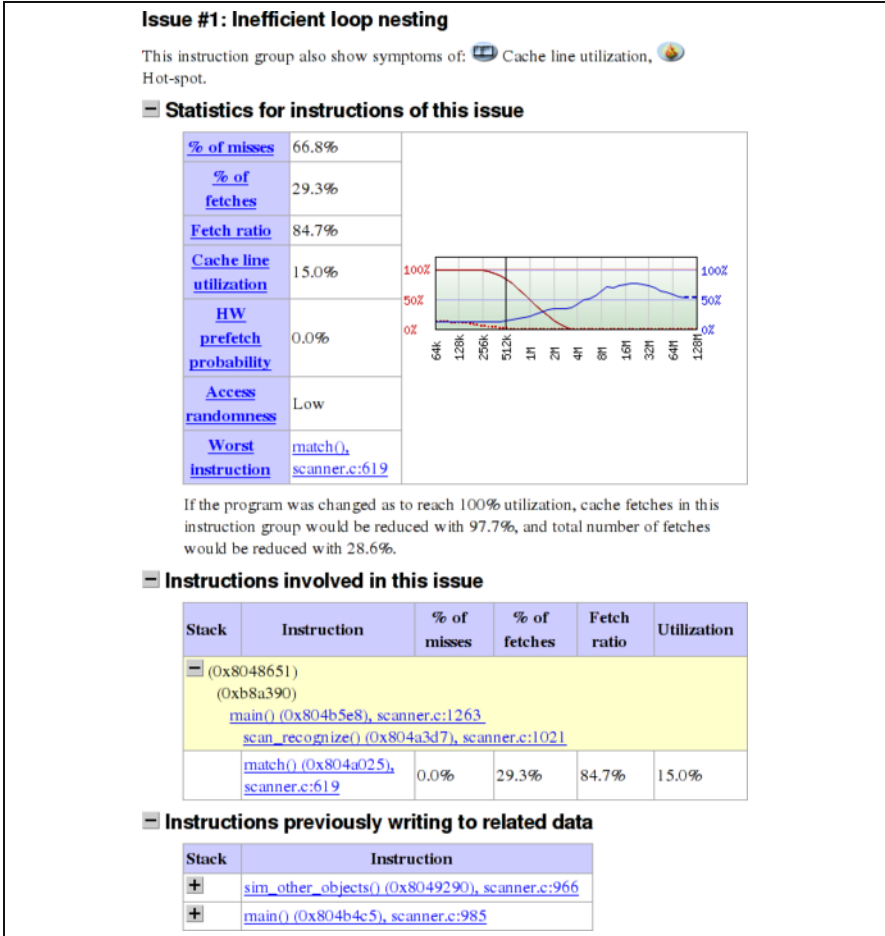 Issue #1: Inefficient loop nesting
This instruction group also show symptoms of: Cache line utilization,
Hot-spot.
Statistics for instructions of this issue
% of misses 66.8%
% of
fetches 29.3%
Fetch ratio 84.7%
Cache line
utilization 15.0%
HW
prefetch
probability 0.0%
Access
randomness Low
Worst
instruction match(),
scanner.c:619
100% 100%
50% 50%
0% 0%
64k 128k 256k 512k 1M 2M 4M 8M 16M 32M 64M 128M
If the program was changed as to reach 100% utilization, cache fetches in this
instruction group would be reduced with 97.7%, and total number of fetches
would be reduced with 28.6%.
Instructions involved in this issue
Stack Instruction % of misses % of fetches Fetch ratio Utilization
(0x8048651)
(0xb8a390)
main() (0x804b5e8), scanner.c:1263
scan_recognize() (0x804a3d7), scanner.c:1021
match() (0x804a025),
scanner.c:619 0.0% 29.3% 84.7% 15.0%
Instructions previously writing to related data
Stack Instruction
sim_other_objects() (0x8049290), scanner.c:966
main() (0x804b4c5), scanner.c:985